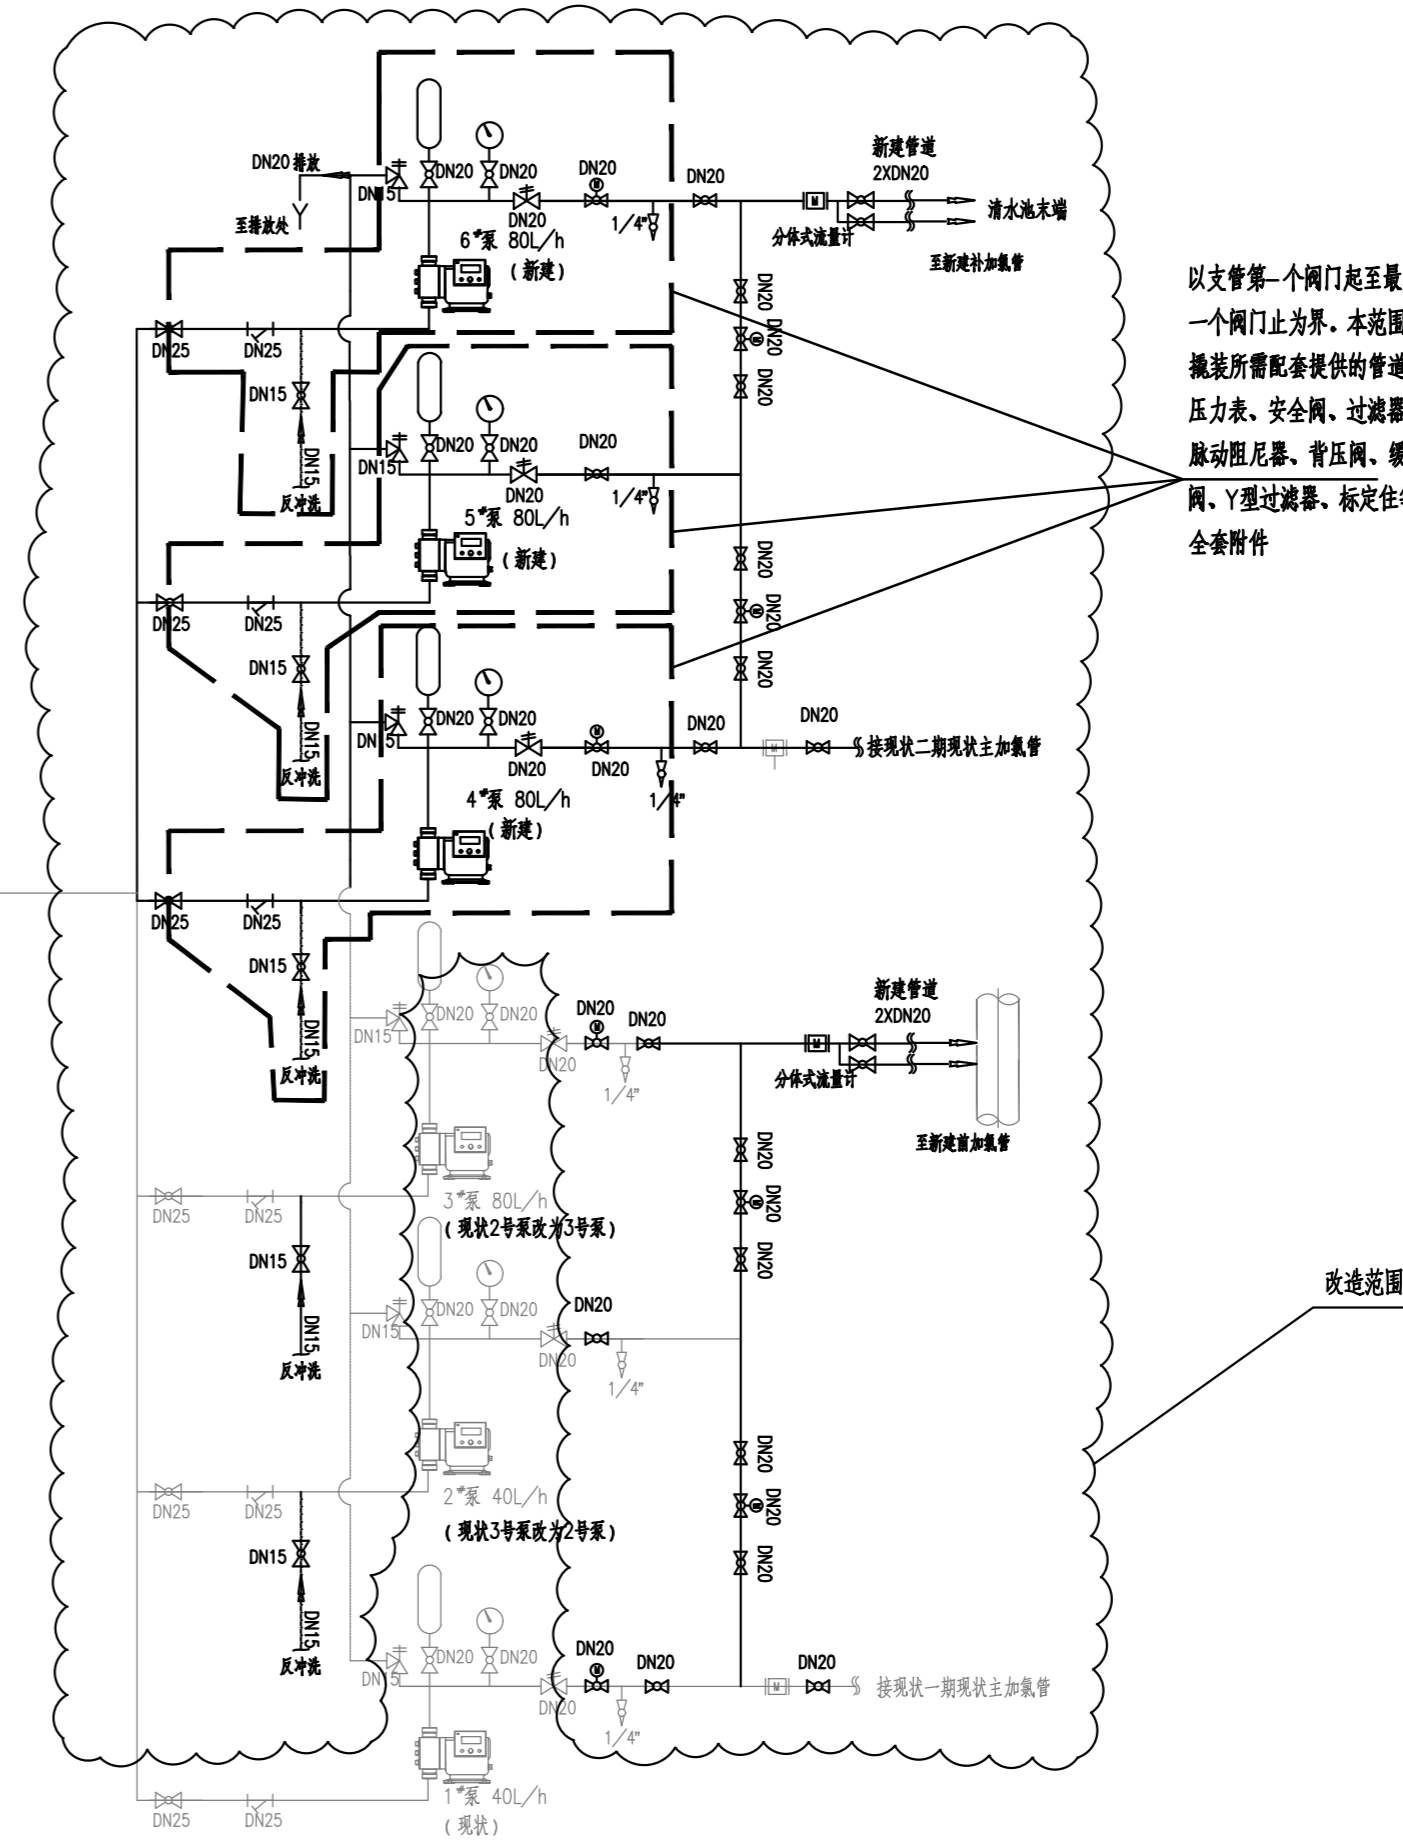 DN20 排放
至排放处
DN15
DN20
DN20
DN20
DN20
1/4"
DN20
新建管道
2XDN20
清水池末端
分体式流量计
至新建补加氯管
6#泵 80L/h
(新建)
DN25
DN25
DN15
DN15
反冲洗
DN20
DN20
DN20
以支管第一个阀门起至最
一个阀门止为界。本范围
撬装所需配套提供的管道
压力表、安全阀、过滤器
脉动阻尼器、背压阀、缓
阀、Y型过滤器、标定住
全套附件
DN15
DN20
DN20
DN20
DN20
1/4"
5#泵 80L/h
(新建)
DN25
DN25
DN15
DN15
反冲洗
DN20
DN20
DN20
DN15
DN20
DN20
DN20
DN20
1/4"
DN20
DN20
接现状二期现状主加氯管
4#泵 80L/h
(新建)
DN25
DN25
DN15
DN15
反冲洗
DN15
DN20
DN20
DN20
DN20
DN20
1/4"
新建管道
2XDN20
分体式流量计
至新建前加氯管
3#泵 80L/h
(现状2号泵改为3号泵)
DN25
DN25
DN15
DN15
反冲洗
DN20
DN20
DN20
改造范围
DN15
DN20
DN20
DN20
DN20
1/4"
2#泵 40L/h
(现状3号泵改为2号泵)
DN25
DN25
DN15
DN15
反冲洗
DN20
DN20
DN20
DN15
DN20
DN20
DN20
DN20
1/4"
DN20
DN20
接现状一期现状主加氯管
1#泵 40L/h
(现状)
DN25
DN25